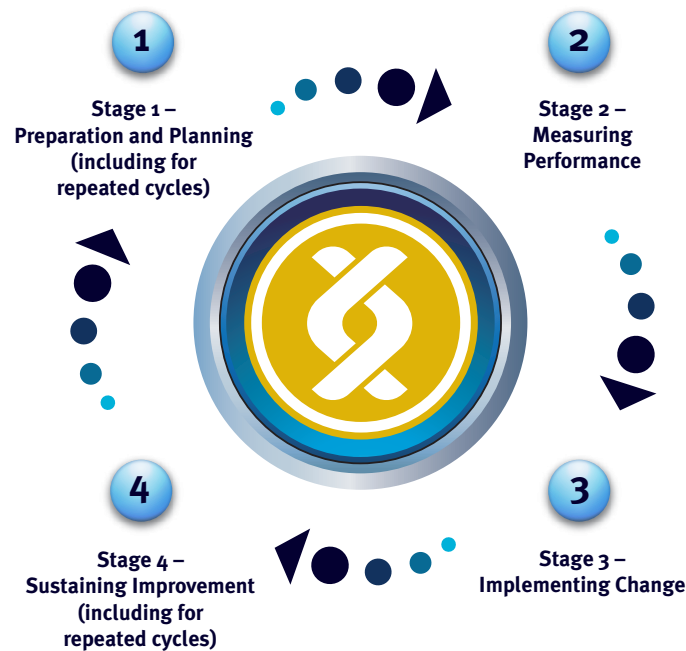 1
Stage 1 –
Preparation and Planning
(including for
repeated cycles)
2
Stage 2 –
Measuring
Performance
3
Stage 3 –
Implementing Change
4
Stage 4 –
Sustaining Improvement
(including for
repeated cycles)